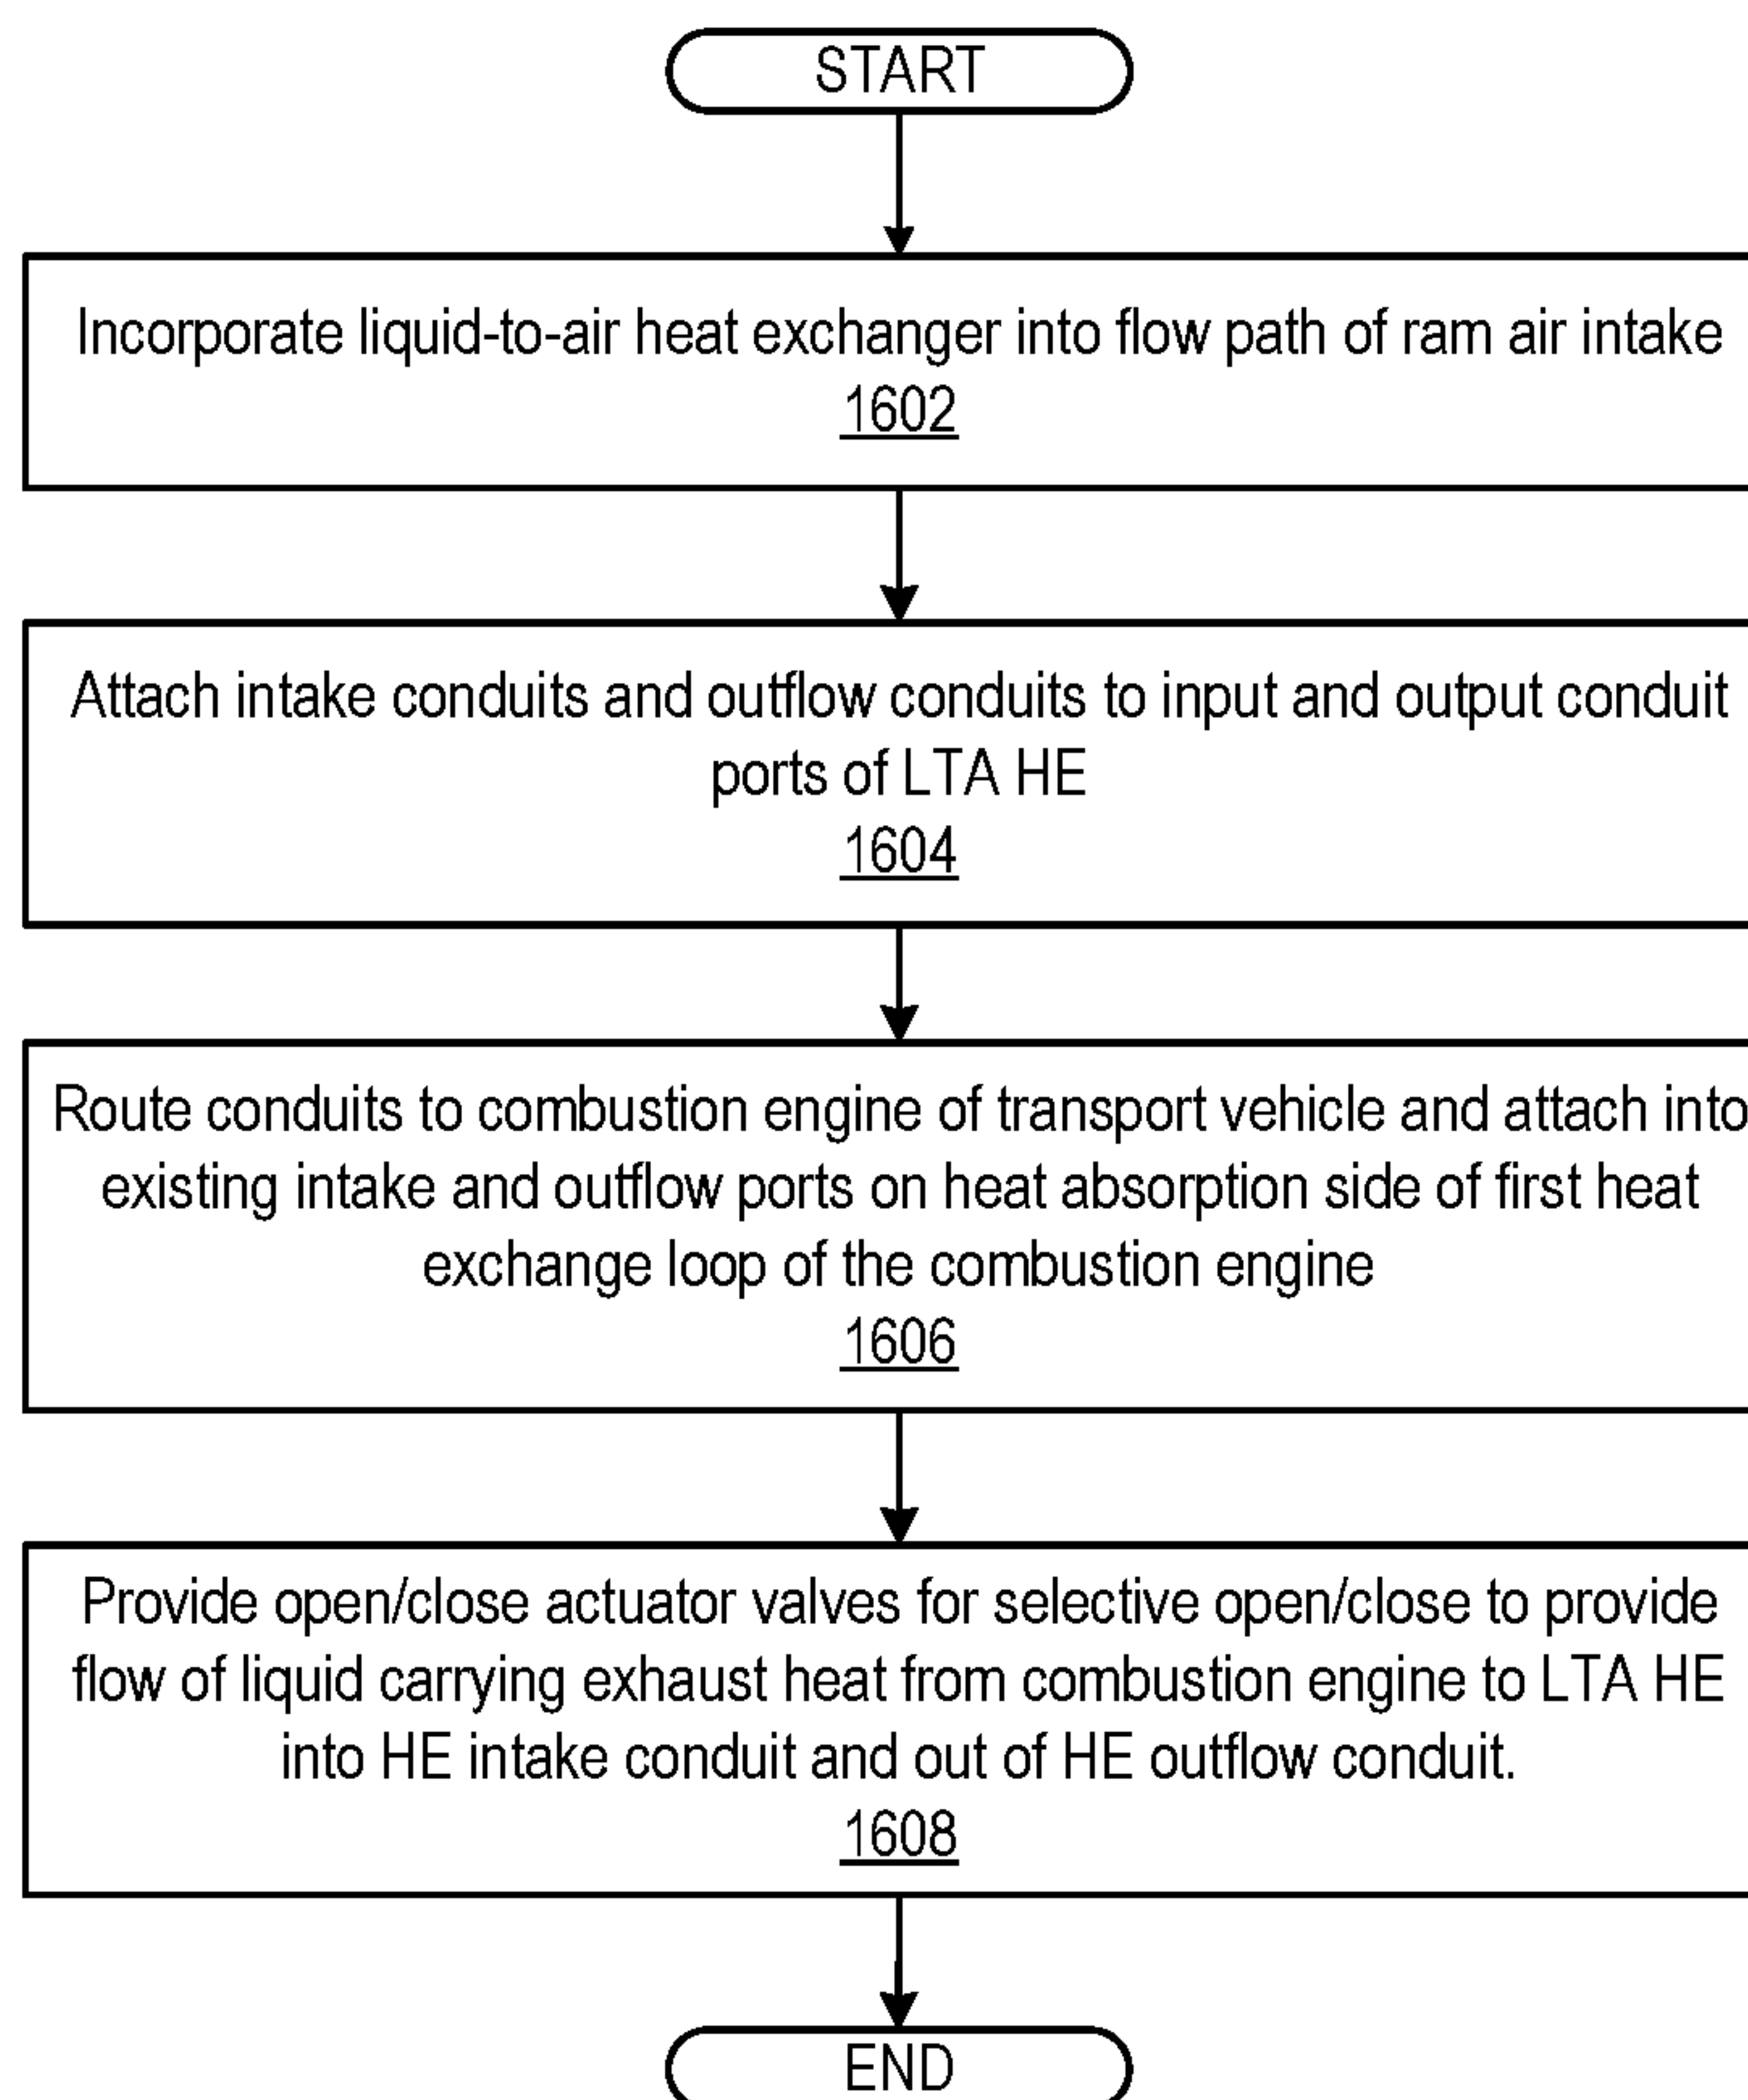 START
Incorporate liquid-to-air heat exchanger into flow path of ram air intake
1602
Attach intake conduits and outflow conduits to input and output conduit
ports of LTA HE
1604
Route conduits to combustion engine of transport vehicle and attach into
existing intake and outflow ports on heat absorption side of first heat
exchange loop of the combustion engine
1606
Provide open/close actuator valves for selective open/close to provide
flow of liquid carrying exhaust heat from combustion engine to LTA HE
into HE intake conduit and out of HE outflow conduit.
1608
END